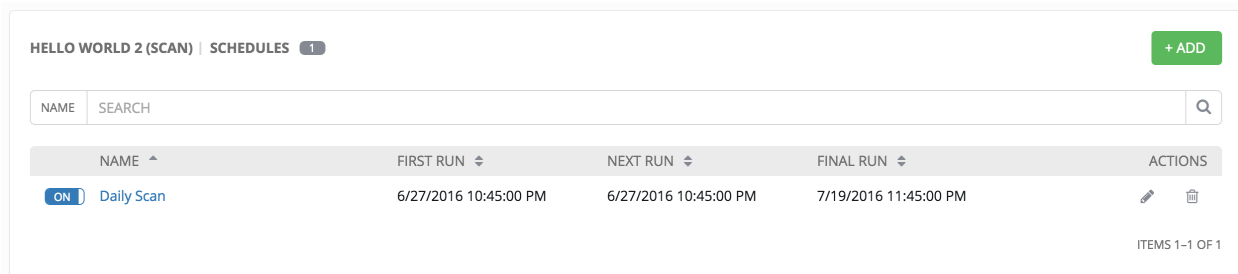 HELLO WORLD 2 (SCAN) | SCHEDULES 1
+ ADD
NAME SEARCH
NAME FIRST RUN NEXT RUN FINAL RUN ACTIONS
ON Daily Scan 6/27/2016 10:45:00 PM 6/27/2016 10:45:00 PM 7/19/2016 11:45:00 PM
ITEMS 1–1 OF 1